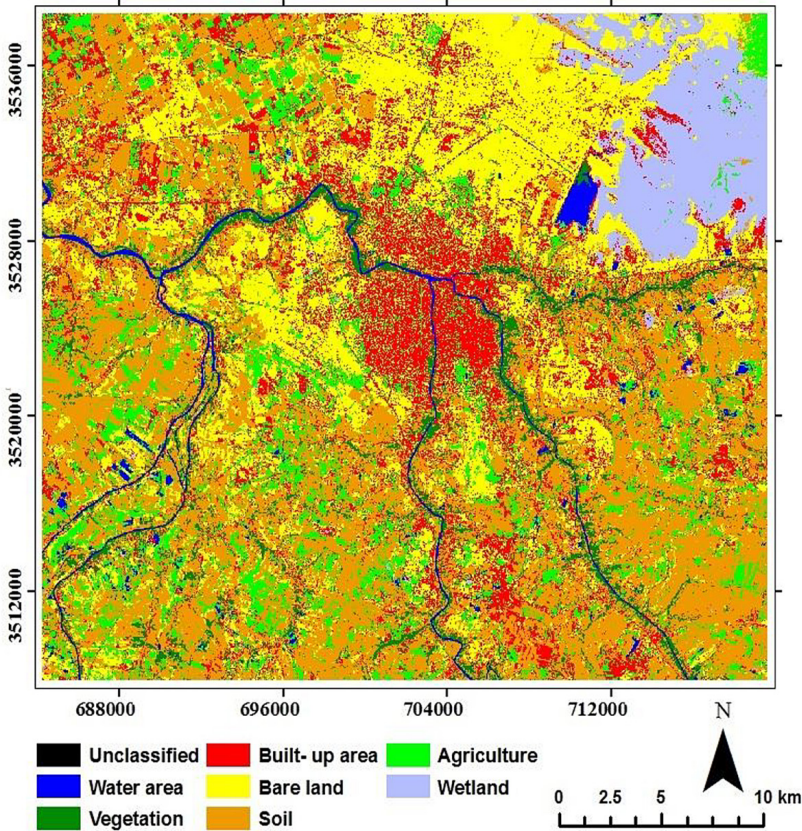 3536000
3528000
3520000
3512000
688000 696000 704000 712000
N
Unclassified Built- up area Agriculture
Water area Bare land Wetland
Vegetation Soil
0 2.5 5 10 km